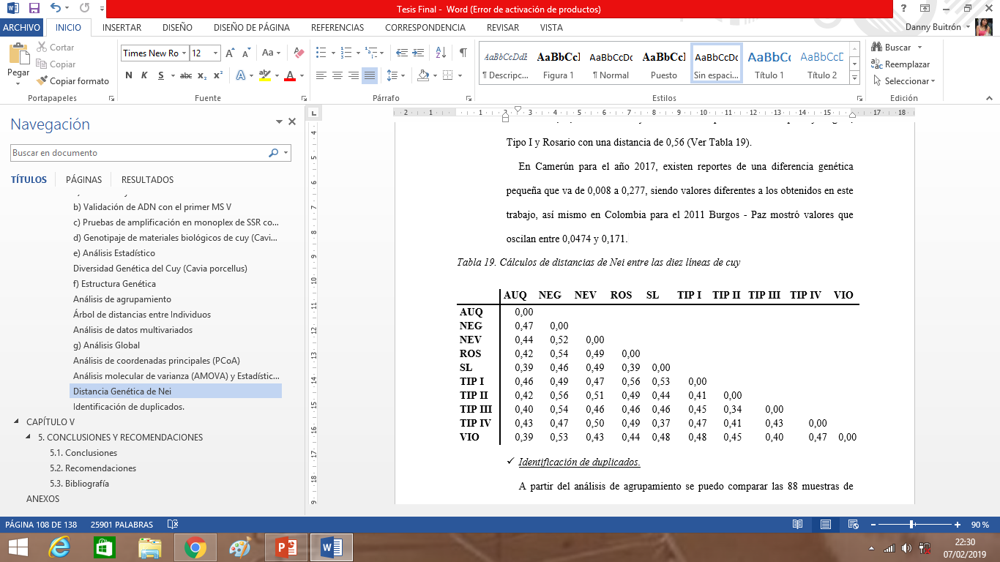 Tesis Final - Word (Error de activación de productos)
ARCHIVO INICIO INSERTAR DISEÑO DISEÑO DE PÁGINA REFERENCIAS CORRESPONDENCIA REVISAR VISTA Danny Buitrón
Pegar
Cortar
Copiar
Copiar formato
Portapapeles
Times New Ro 12
N K S abc x₂ x²
Fuente
Párrafo
AaBbCcDdE AaBbCcI AaBbCcDc AaBbCcI AaBbCcDc AaBbCc AaBbCcD
¶ Descripc... Figura 1 ¶ Normal Puesto Sin espaci... Título 1 Título 2
Estilos
Buscar
Reemplazar
Seleccionar
Edición
Navegación
Buscar en documento
TÍTULOS PÁGINAS RESULTADOS
b) Validación de ADN con el primer MS V
c) Pruebas de amplificación en monoplex de SSR co...
d) Genotipaje de materiales biológicos de cuy (Cavi...
e) Análisis Estadístico
Diversidad Genética del Cuy (Cavia porcellus)
f) Estructura Genética
Análisis de agrupamiento
Árbol de distancias entre Individuos
Análisis de datos multivariados
g) Análisis Global
Análisis de coordenadas principales (PCoA)
Análisis molecular de varianza (AMOVA) y Estadístic...
Distancia Genética de Nei
Identificación de duplicados.
CAPÍTULO V
5. CONCLUSIONES Y RECOMENDACIONES
5.1. Conclusiones
5.2. Recomendaciones
5.3. Bibliografía
ANEXOS
Tipo I y Rosario con una distancia de 0,56 (Ver Tabla 19).
En Camerún para el año 2017, existen reportes de una diferencia genética
pequeña que va de 0,008 a 0,277, siendo valores diferentes a los obtenidos en este
trabajo, así mismo en Colombia para el 2011 Burgos - Paz mostró valores que
oscilan entre 0,0474 y 0,171.
Tabla 19. Cálculos de distancias de Nei entre las diez líneas de cuy
AUQ NEG NEV ROS SL TIP I TIP II TIP III TIP IV VIO
AUQ 0,00
NEG 0,47 0,00
NEV 0,44 0,52 0,00
ROS 0,42 0,54 0,49 0,00
SL 0,39 0,46 0,49 0,39 0,00
TIP I 0,46 0,49 0,47 0,56 0,53 0,00
TIP II 0,42 0,56 0,51 0,49 0,44 0,41 0,00
TIP III 0,40 0,54 0,46 0,46 0,46 0,45 0,34 0,00
TIP IV 0,43 0,47 0,50 0,49 0,37 0,47 0,41 0,43 0,00
VIO 0,39 0,53 0,43 0,44 0,48 0,48 0,45 0,40 0,47 0,00
✓ Identificación de duplicados.
A partir del análisis de agrupamiento se puedo comparar las 88 muestras de
PÁGINA 108 DE 138 25901 PALABRAS 90 %
22:30
07/02/2019